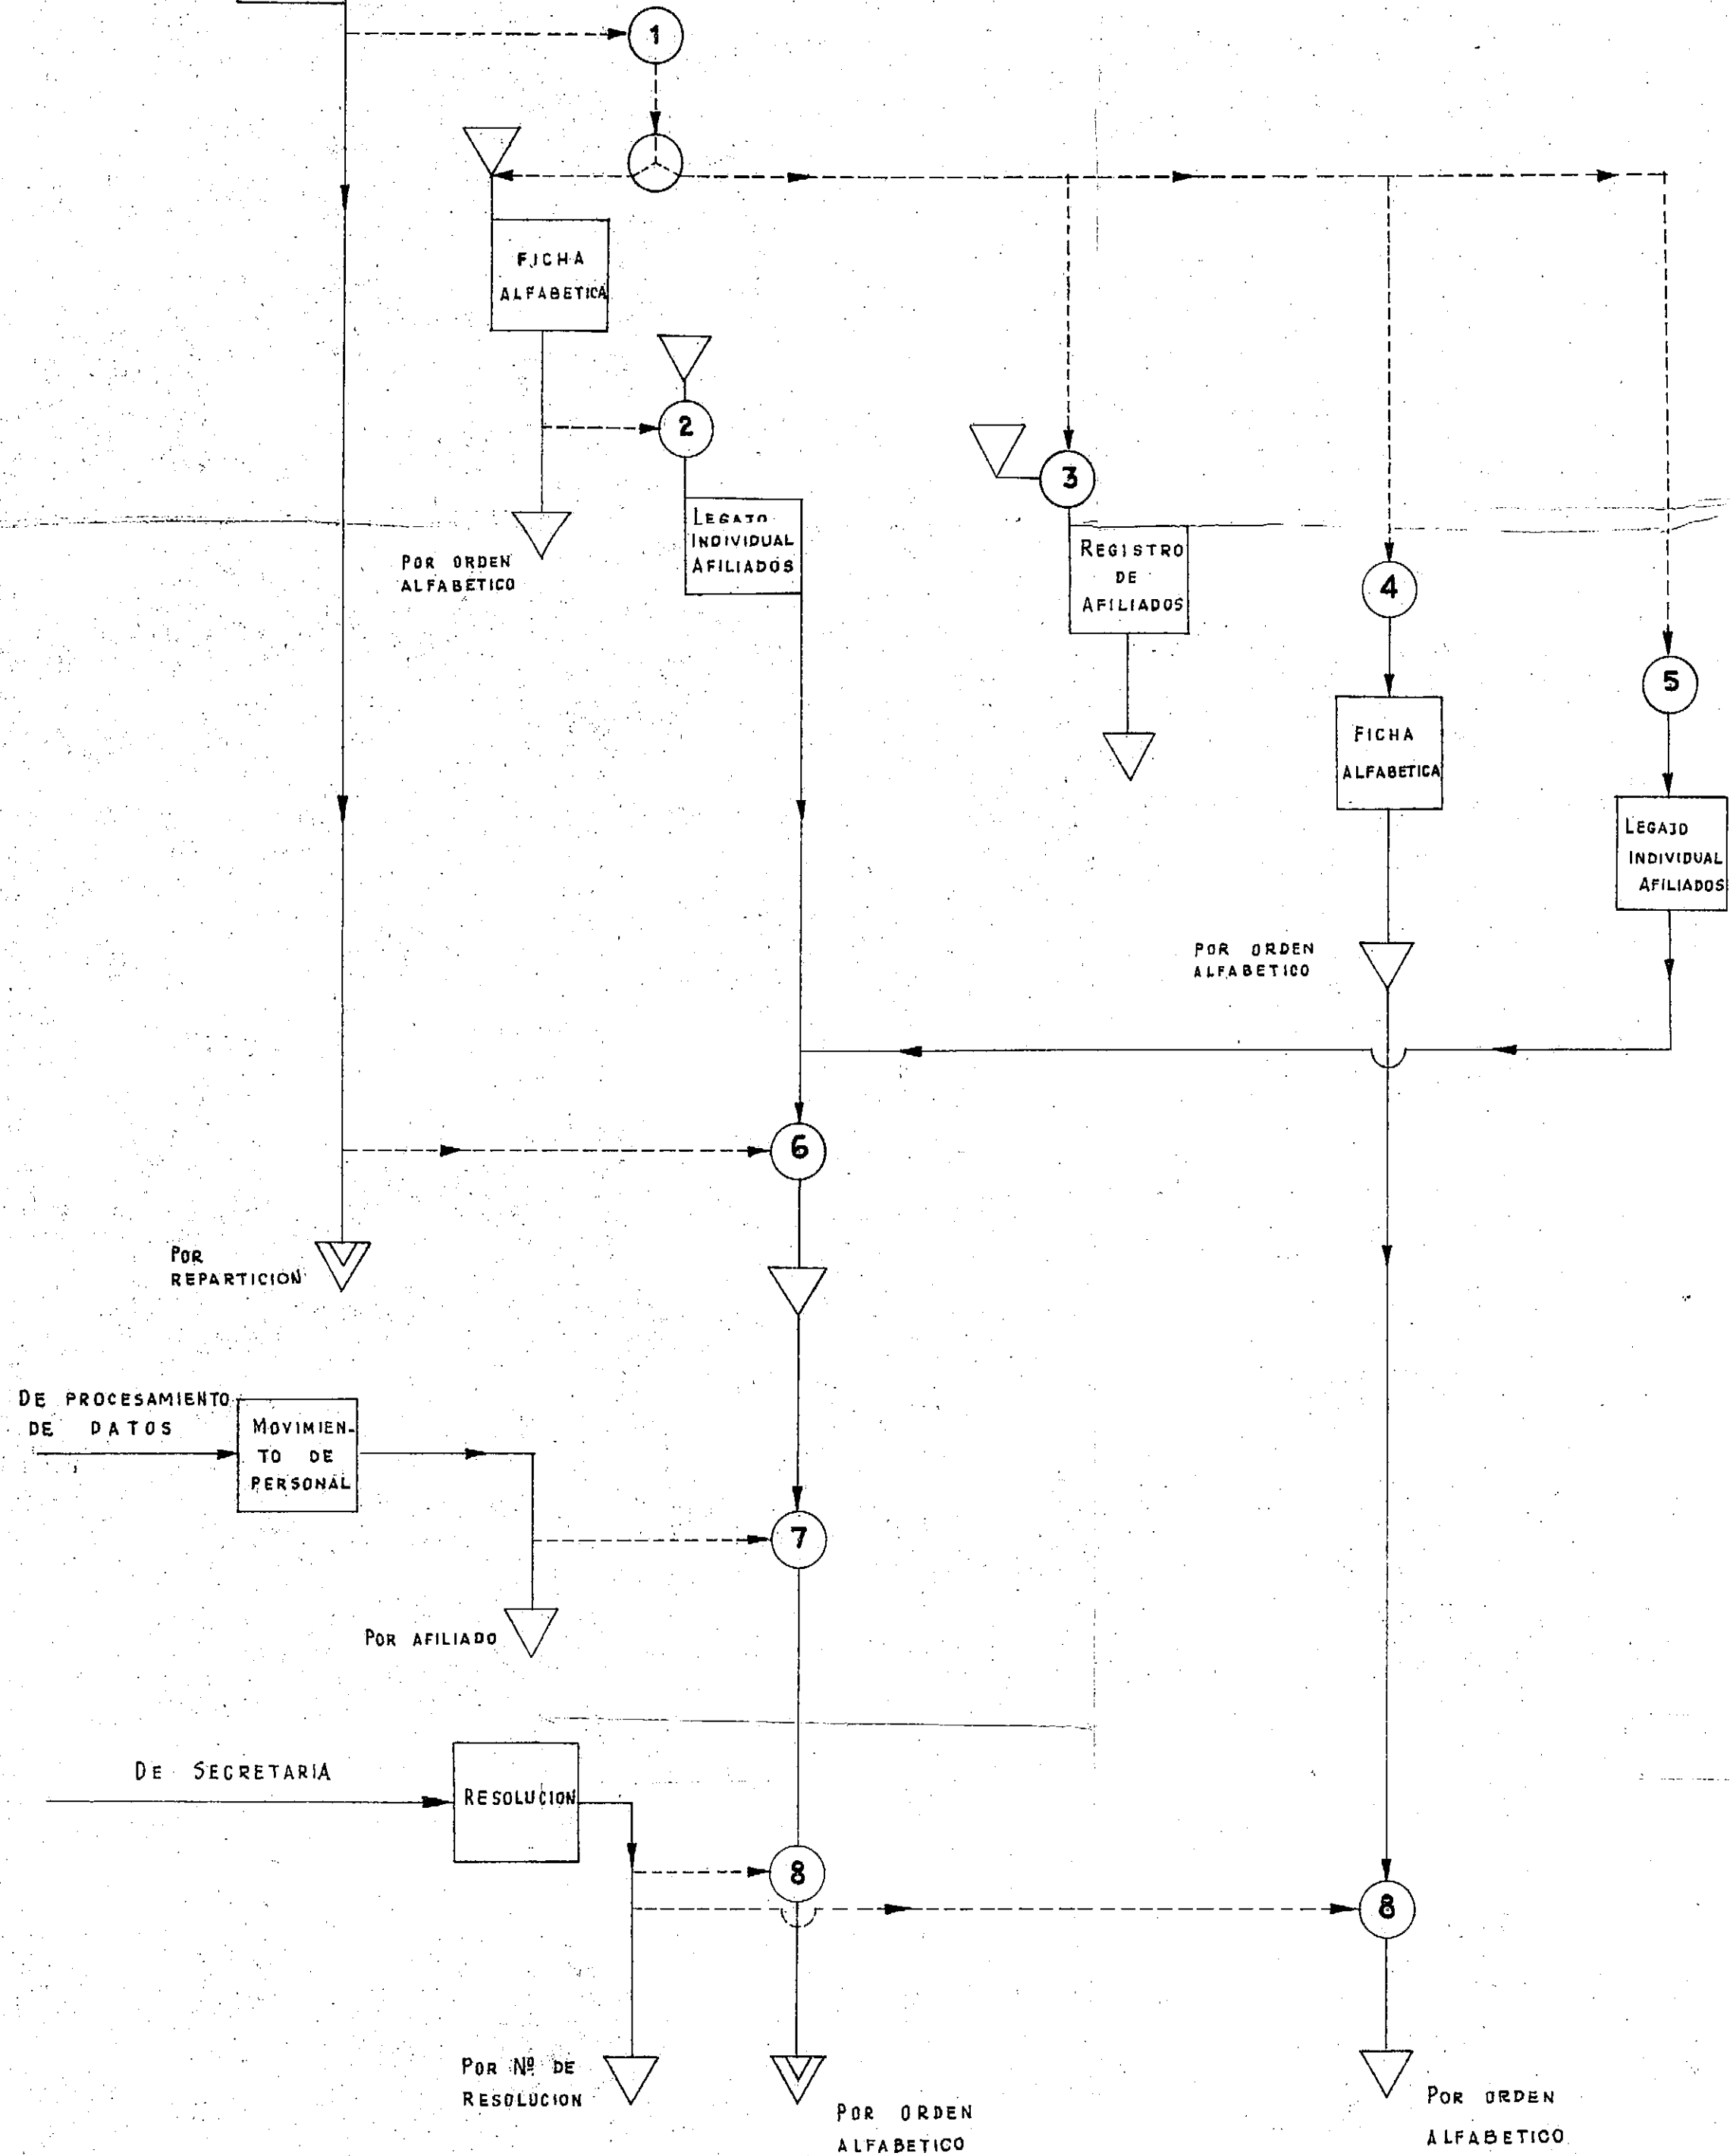 1
FICHA
ALFABETICA
2
3
LEGAJO
INDIVIDUAL
AFILIADOS
POR ORDEN
ALFABETICO
REGISTRO
DE
AFILIADOS
4
5
FICHA
ALFABETICA
LEGAJO
INDIVIDUAL
AFILIADOS
POR ORDEN
ALFABETICO
6
POR
REPARTICION
DE PROCESAMIENTO
DE DATOS
MOVIMIEN-
TO DE
PERSONAL
7
POR AFILIADO
DE SECRETARIA
RESOLUCION
8
8
POR Nº DE
RESOLUCION
POR ORDEN
ALFABETICO
POR ORDEN
ALFABETICO